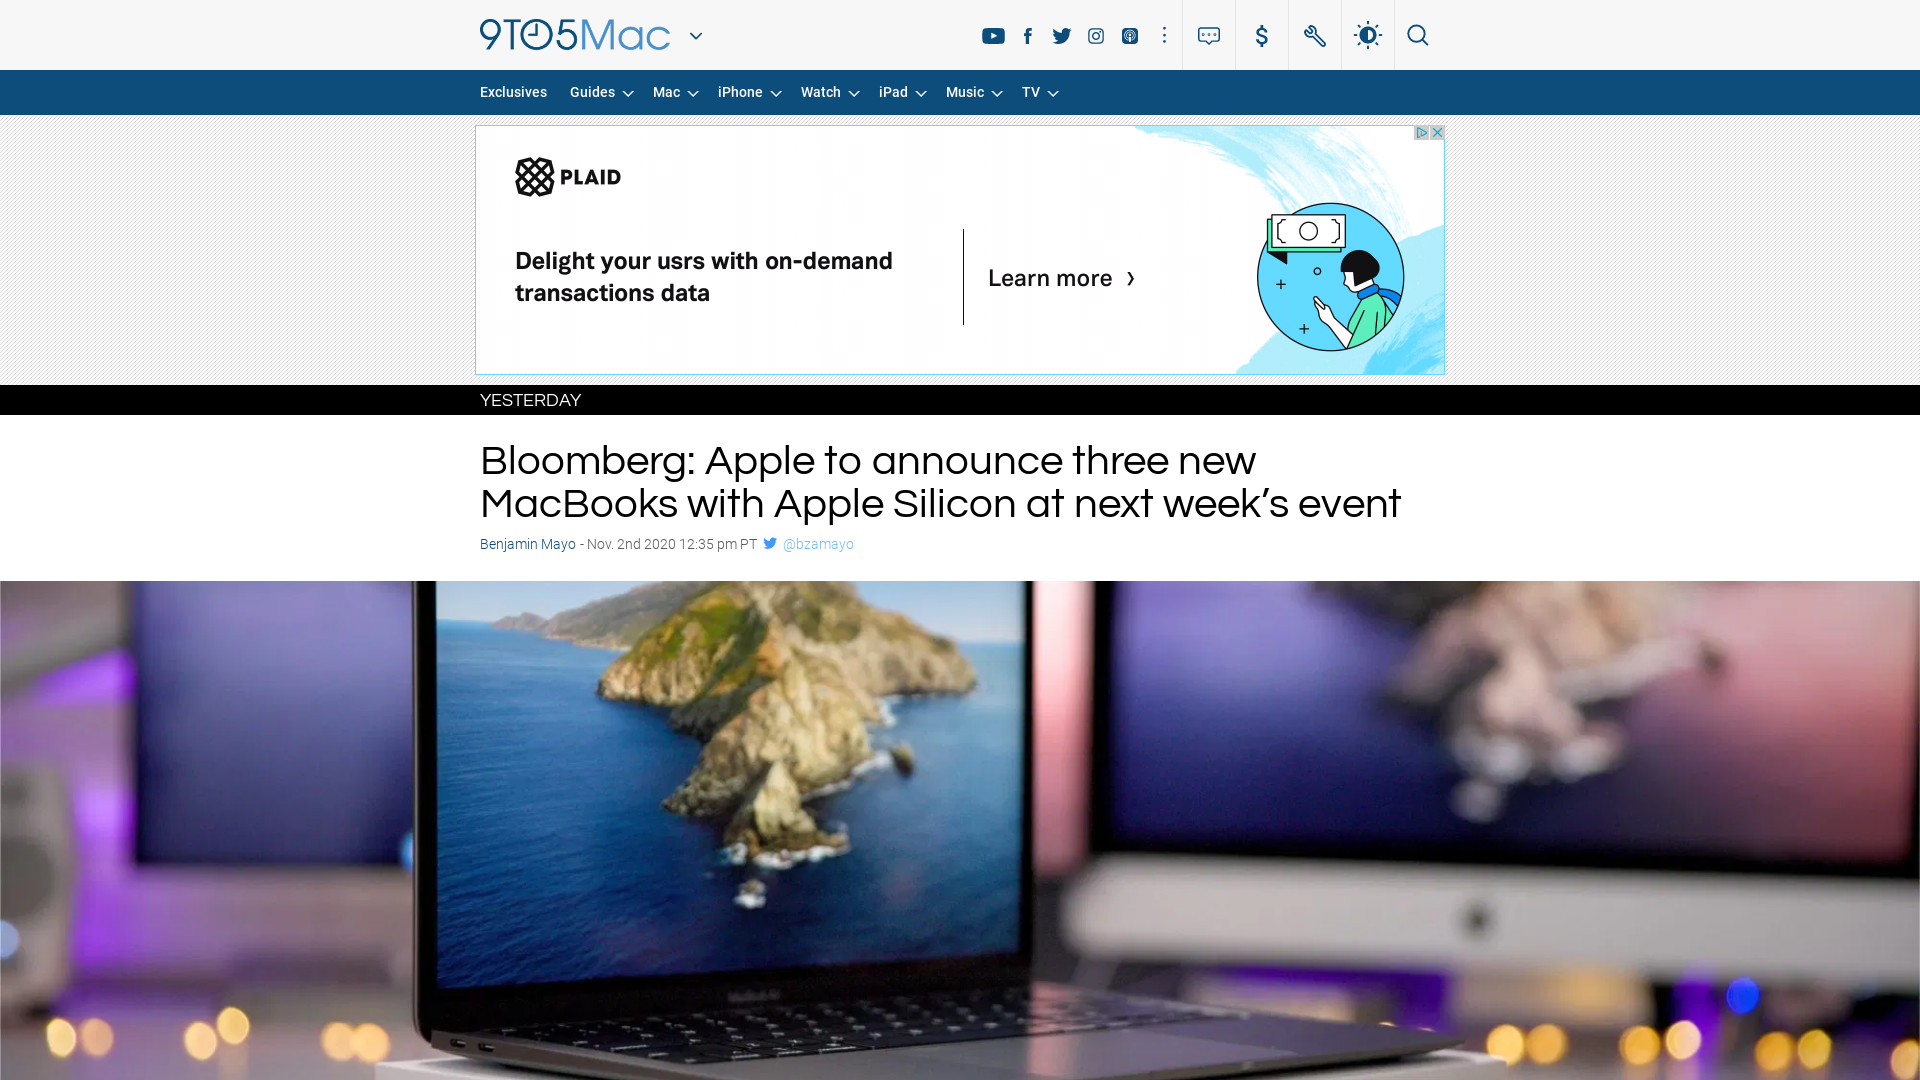 9TO5Mac
Exclusives Guides Mac iPhone Watch iPad Music TV
PLAID
Delight your usrs with on-demand
transactions data
Learn more ›
YESTERDAY
Bloomberg: Apple to announce three new
MacBooks with Apple Silicon at next week’s event
Benjamin Mayo - Nov. 2nd 2020 12:35 pm PT @bzamayo